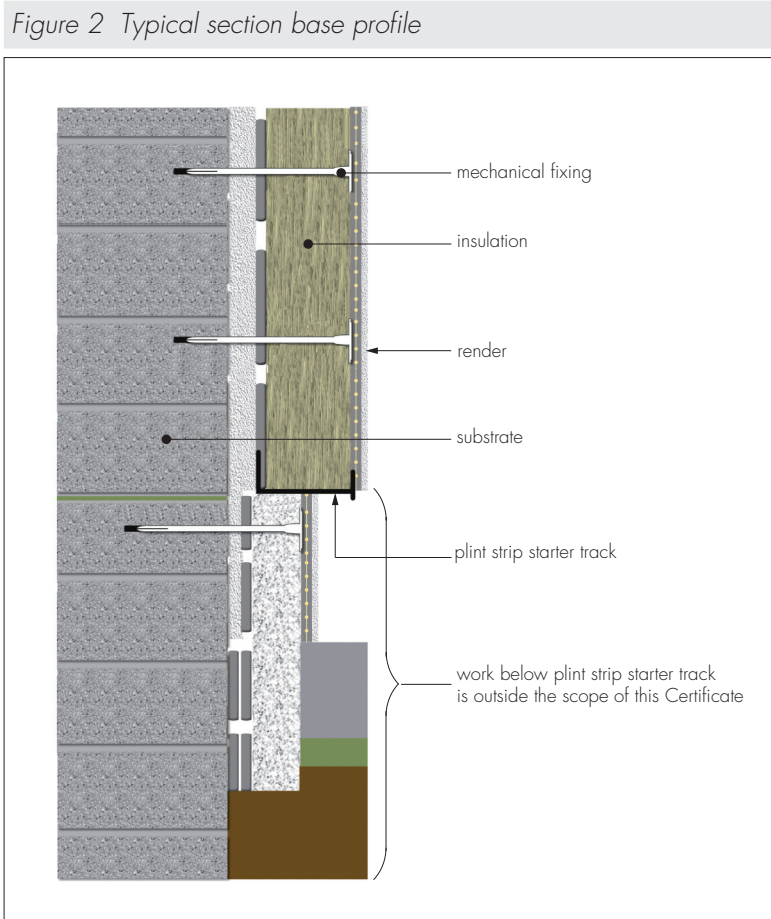 Figure 2 Typical section base profile
mechanical fixing
insulation
render
substrate
plint strip starter track
work below plint strip starter track
is outside the scope of this Certificate